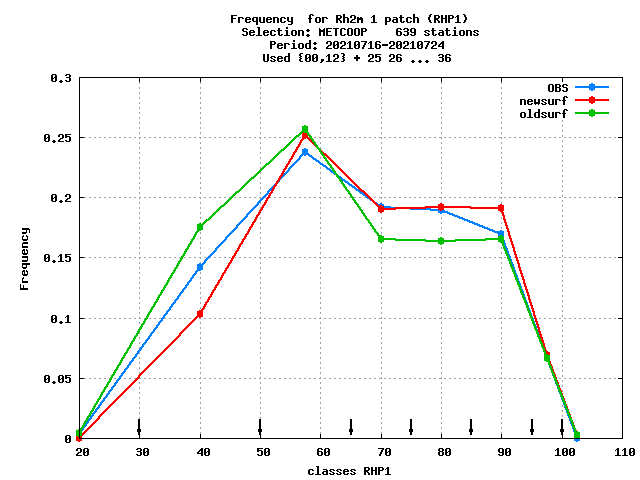 Frequency  for Rh2m 1 patch (RHP1)
Selection: METCOOP    639 stations
Period: 20210716-20210724
Used {00,12} + 25 26 ... 36
OBS
newsurf
oldsurf
0.3
0.25
0.2
0.15
0.1
0.05
0
Frequency
20 30 40 50 60 70 80 90 100 110
classes RHP1